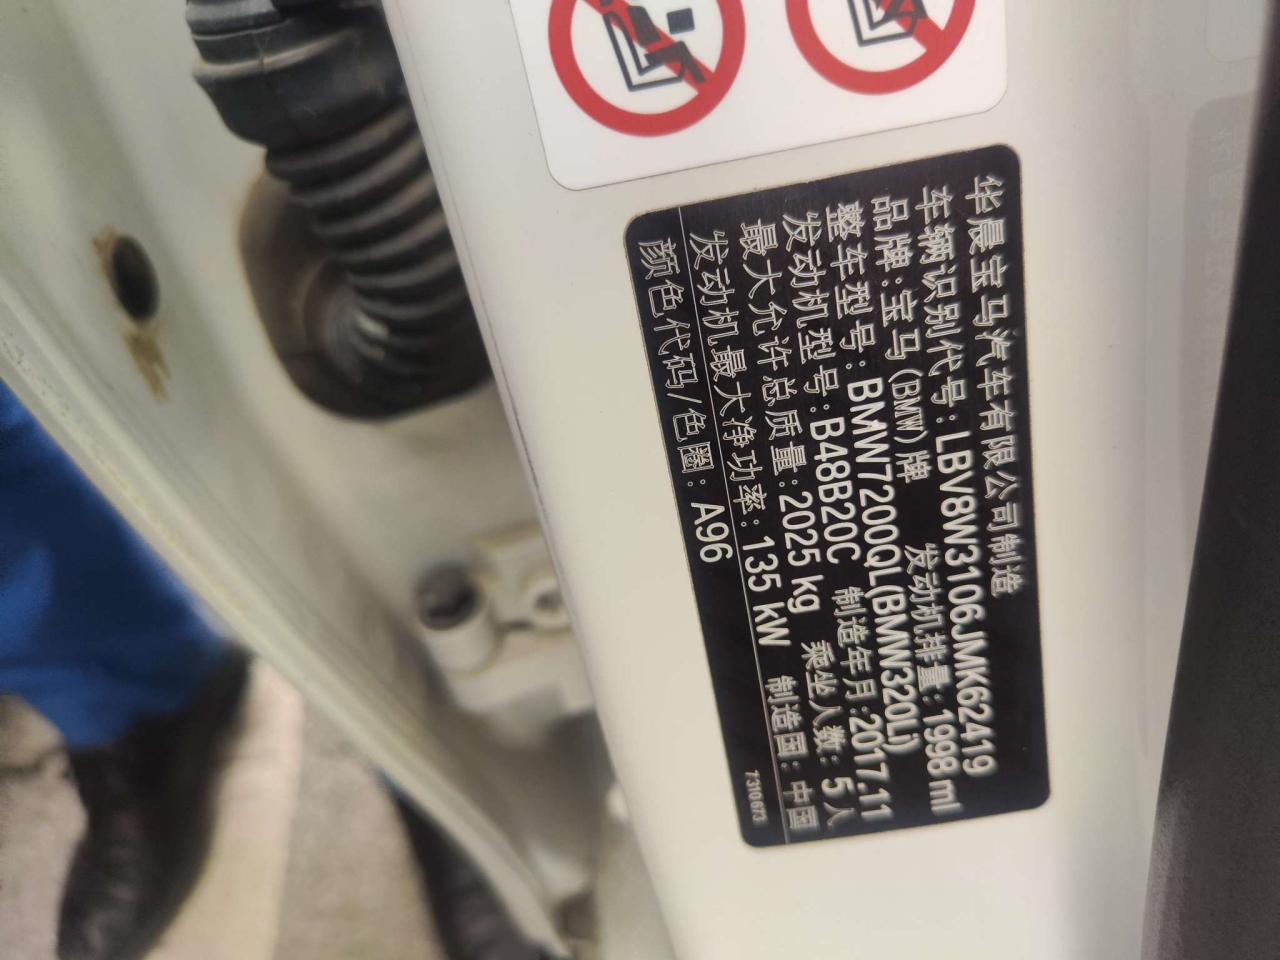 华晨宝马汽车有限公司制造
车辆识别代号:LBV8W3106JMK62419
品牌:宝马(BMW)牌 发动机排量:1998 ml
整车型号:BMW7200QL(BMW320Li)
发动机型号:B48B20C 制造年月:2017.11
最大允许总质量:2025 kg 乘坐人数:5人
发动机最大净功率:135 kW 制造国:中国
颜色代码/色圈:A96 7310673